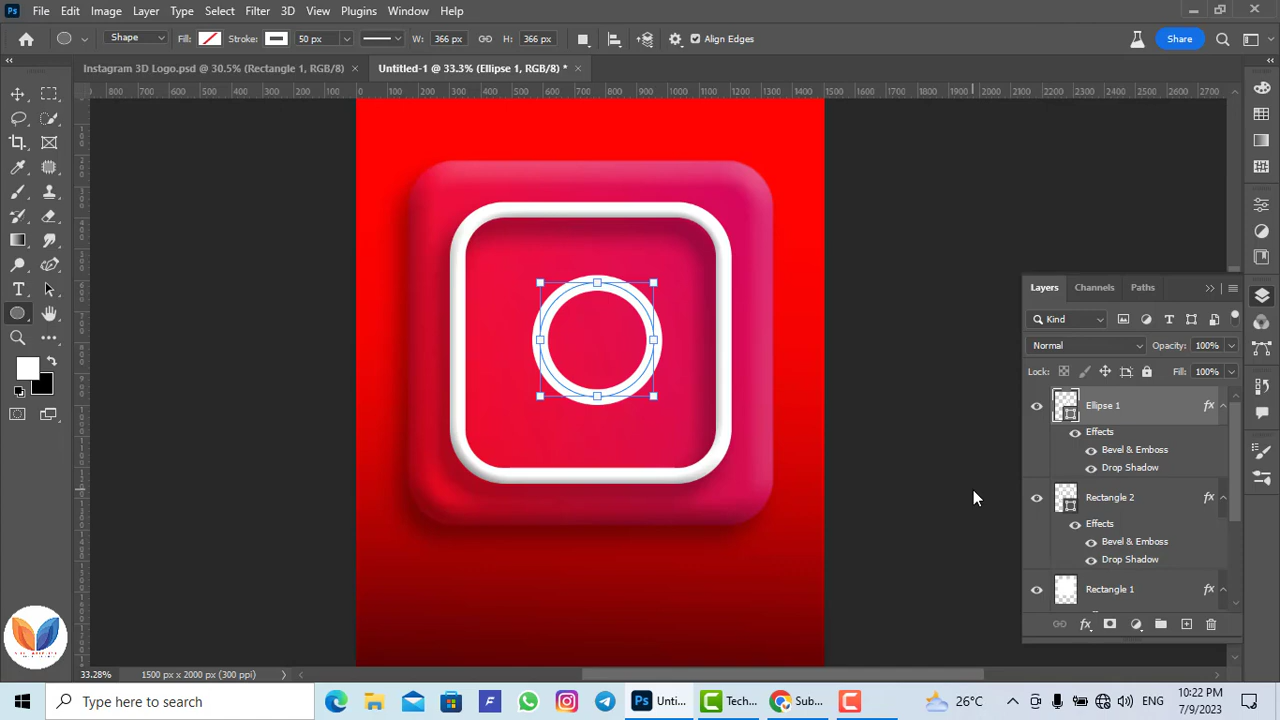 Ps File Edit Image Layer Type Select Filter 3D View Plugins Window Help
Shape Fill: Stroke: 50 px W: 366 px H: 366 px Align Edges Share
Instagram 3D Logo.psd @ 30.5% (Rectangle 1, RGB/8) × Untitled-1 @ 33.3% (Ellipse 1, RGB/8) * ×
800 700 600 500 400 300 200 100 0 100 200 300 400 500 600 700 800 900 1000 1100 1200 1300 1400 1500 1600 1700 1800 1900 2000 2100 2200 2300 2400 2500 2600 2700
Layers Channels Paths
Kind
Normal Opacity: 100%
Lock: Fill: 100%
Ellipse 1 fx
Effects
Bevel & Emboss
Drop Shadow
Rectangle 2 fx
Effects
Bevel & Emboss
Drop Shadow
Rectangle 1 fx
33.28% 1500 px x 2000 px (300 ppi)
Type here to search
F
Ps Unti...
Tech...
Sub...
26°C
ENG
10:22 PM
7/9/2023